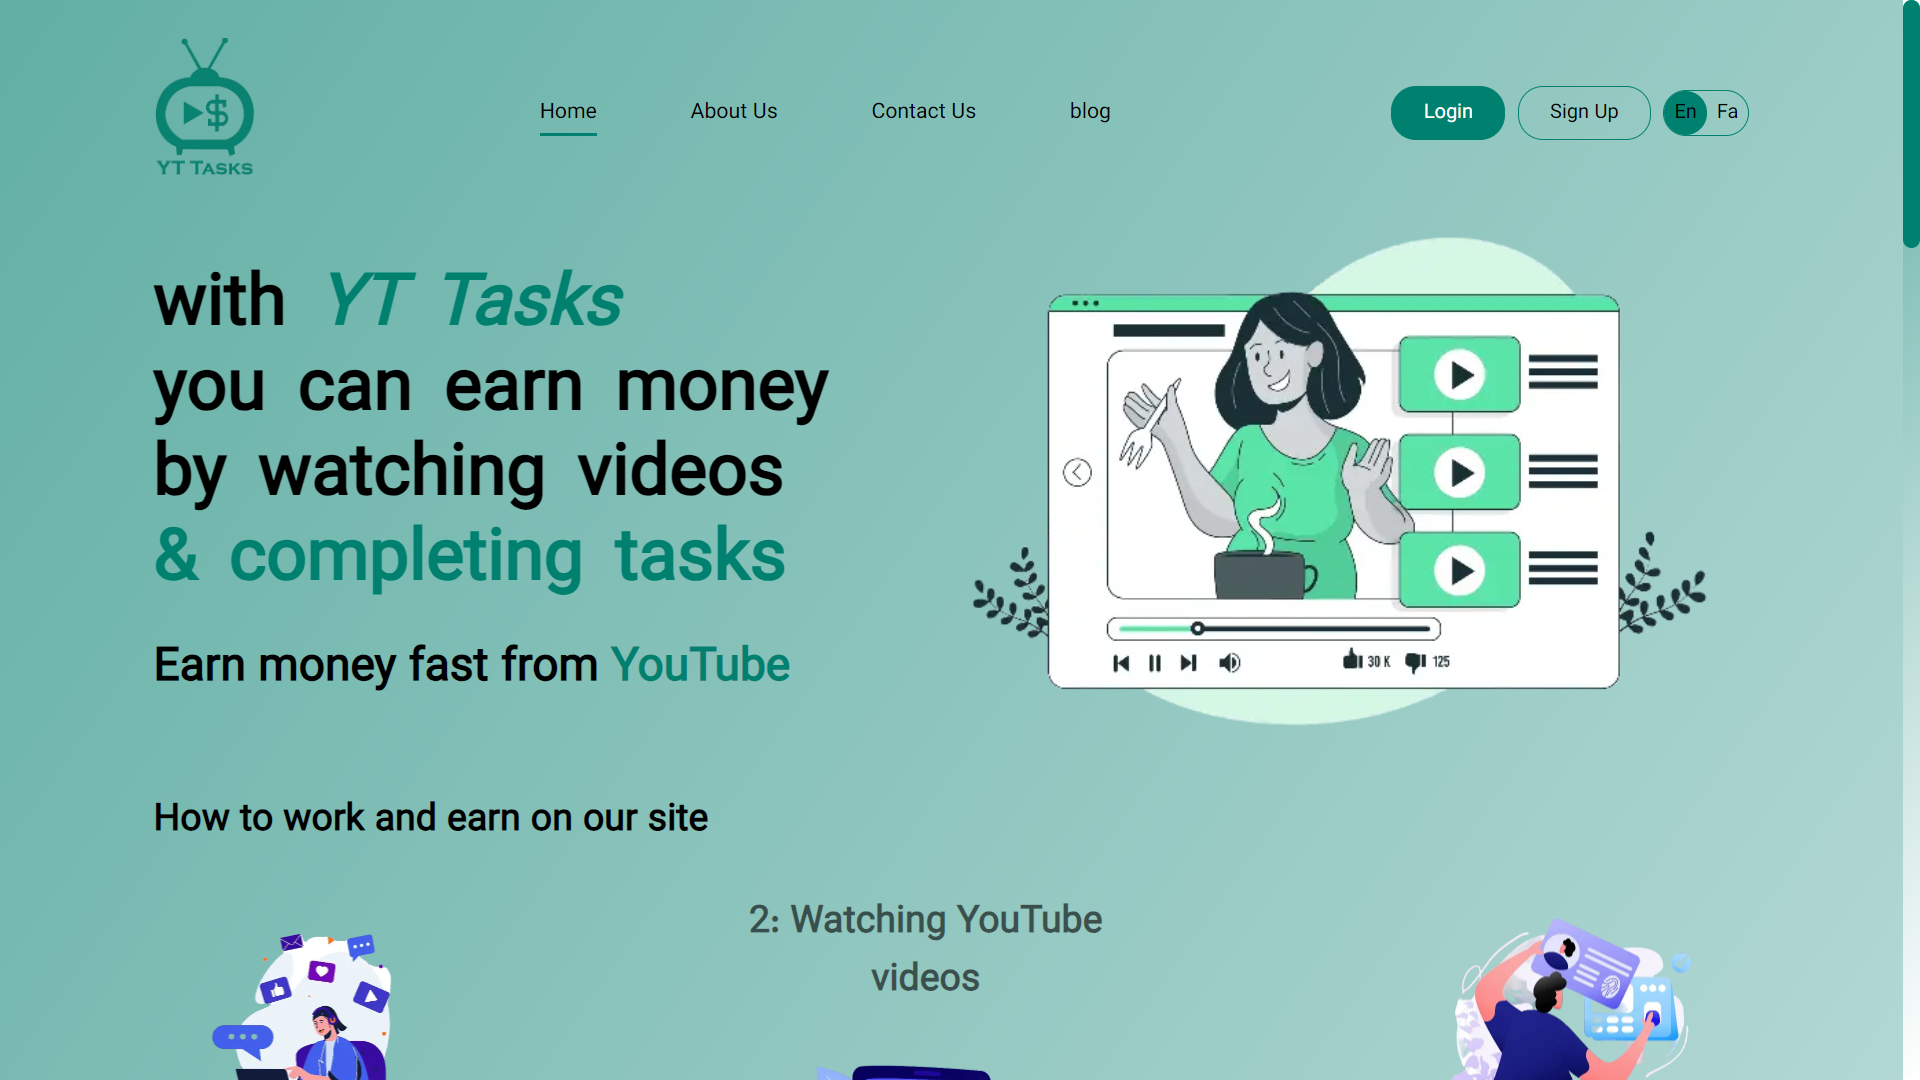 YT TASKS
Home
About Us
Contact Us
blog
Login
Sign Up
En
Fa
with YT Tasks
you can earn money
by watching videos
& completing tasks
Earn money fast from YouTube
30 K
125
How to work and earn on our site
2: Watching YouTube
videos